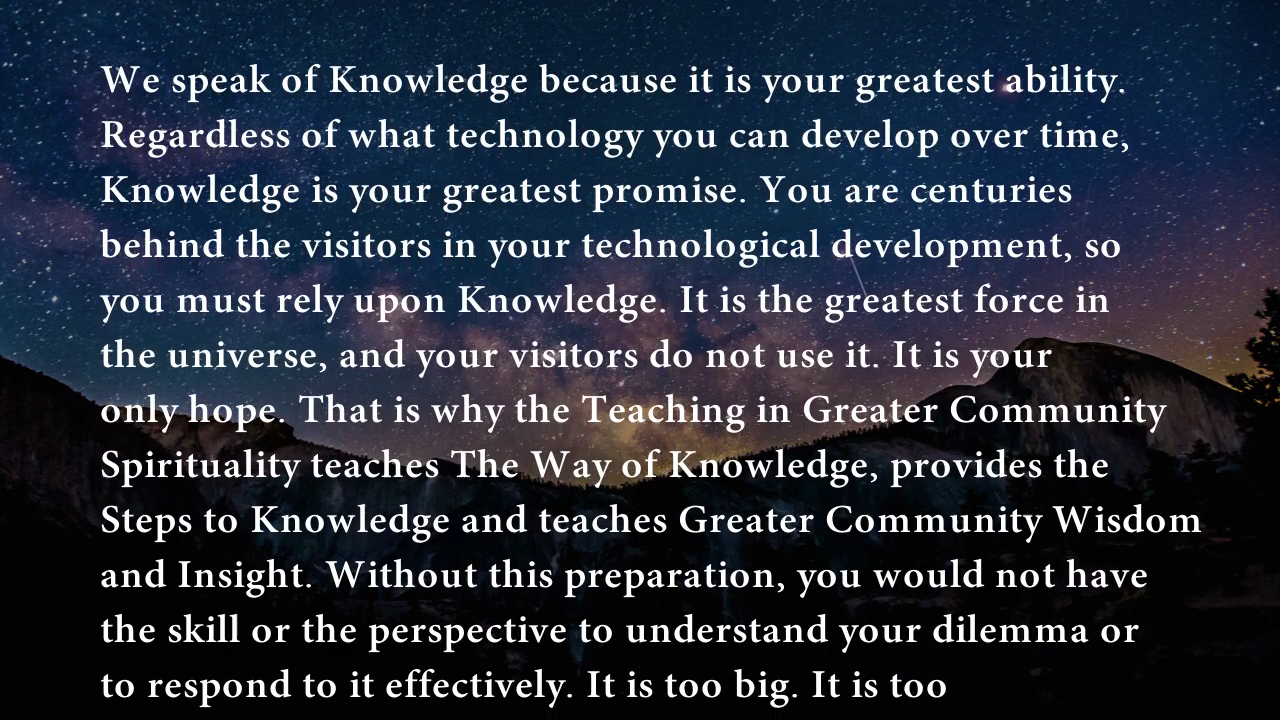 We speak of Knowledge because it is your greatest ability.
Regardless of what technology you can develop over time,
Knowledge is your greatest promise. You are centuries
behind the visitors in your technological development, so
you must rely upon Knowledge. It is the greatest force in
the universe, and your visitors do not use it. It is your
only hope. That is why the Teaching in Greater Community
Spirituality teaches The Way of Knowledge, provides the
Steps to Knowledge and teaches Greater Community Wisdom
and Insight. Without this preparation, you would not have
the skill or the perspective to understand your dilemma or
to respond to it effectively. It is too big. It is too